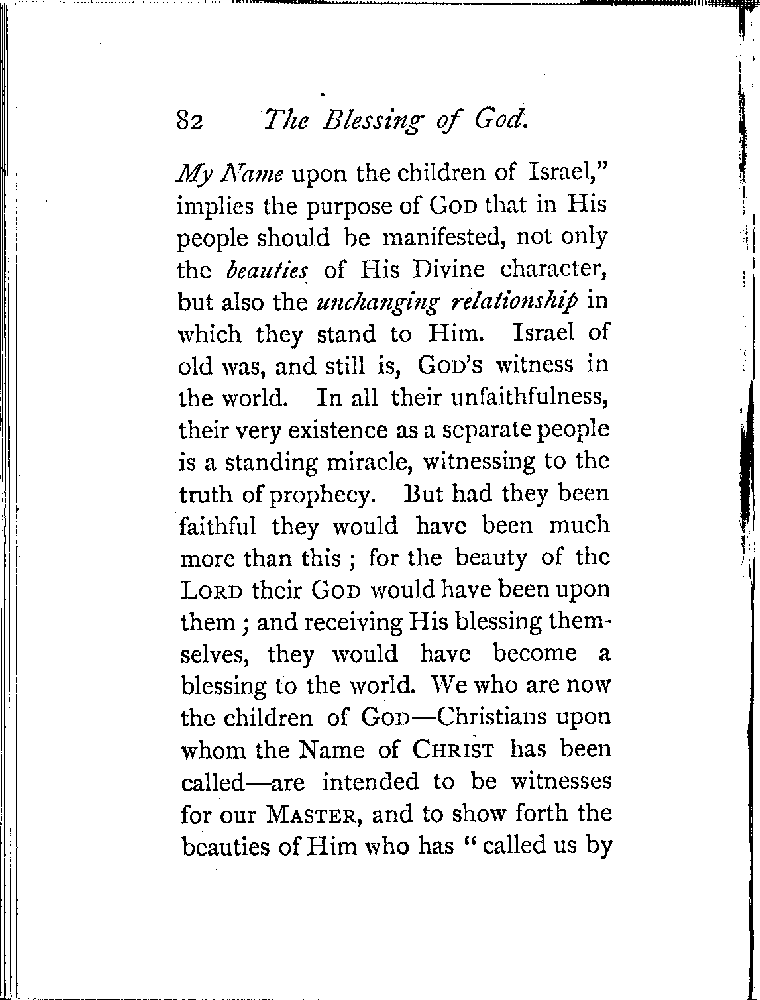 82 The Blessing of God.
My Name upon the children of Israel,”
implies the purpose of GOD that in His
people should be manifested, not only
the beauties of His Divine character,
but also the unchanging relationship in
which they stand to Him. Israel of
old was, and still is, GOD’S witness in
the world. In all their unfaithfulness,
their very existence as a separate people
is a standing miracle, witnessing to the
truth of prophecy. But had they been
faithful they would have been much
more than this ; for the beauty of the
LORD their GOD would have been upon
them ; and receiving His blessing them-
selves, they would have become a
blessing to the world. We who are now
the children of GOD—Christians upon
whom the Name of CHRIST has been
called—are intended to be witnesses
for our MASTER, and to show forth the
beauties of Him who has “ called us by